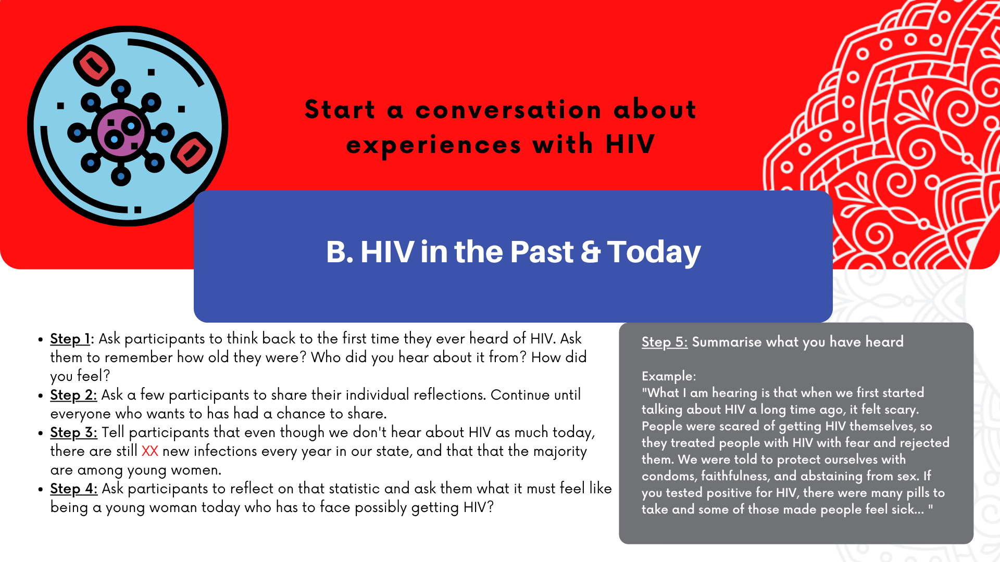 Start a conversation about
experiences with HIV
B. HIV in the Past & Today
• Step 1: Ask participants to think back to the first time they ever heard of HIV. Ask
them to remember how old they were? Who did you hear about it from? How did
you feel?
• Step 2: Ask a few participants to share their individual reflections. Continue until
everyone who wants to has had a chance to share.
• Step 3: Tell participants that even though we don't hear about HIV as much today,
there are still XX new infections every year in our state, and that that the majority
are among young women.
• Step 4: Ask participants to reflect on that statistic and ask them what it must feel like
being a young woman today who has to face possibly getting HIV?
Step 5: Summarise what you have heard
Example:
"What I am hearing is that when we first started
talking about HIV a long time ago, it felt scary.
People were scared of getting HIV themselves, so
they treated people with HIV with fear and rejected
them. We were told to protect ourselves with
condoms, faithfulness, and abstaining from sex. If
you tested positive for HIV, there were many pills to
take and some of those made people feel sick... "